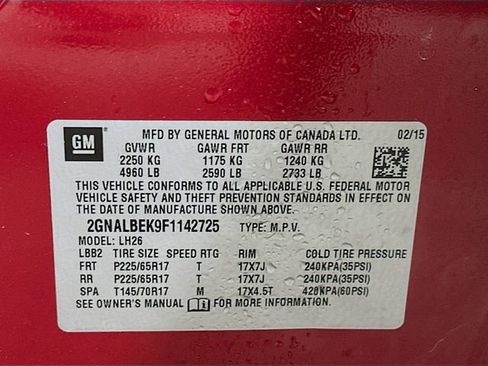 GM MFD BY GENERAL MOTORS OF CANADA LTD. 02/15
GVWR GAWR FRT GAWR RR
2250 KG 1175 KG 1240 KG
4960 LB 2590 LB 2733 LB
THIS VEHICLE CONFORMS TO ALL APPLICABLE U.S. FEDERAL MOTOR
VEHICLE SAFETY AND THEFT PREVENTION STANDARDS IN EFFECT ON
THE DATE OF MANUFACTURE SHOWN ABOVE.
2GNALBEK9F1142725 TYPE: M.P.V.
MODEL: LH26
LBB2 TIRE SIZE SPEED RTG RIM COLD TIRE PRESSURE
FRT P225/65R17 T 17X7J 240KPA(35PSI)
RR P225/65R17 T 17X7J 240KPA(35PSI)
SPA T145/70R17 M 17X4.5T 420KPA(60PSI)
SEE OWNER'S MANUAL FOR MORE INFORMATION.